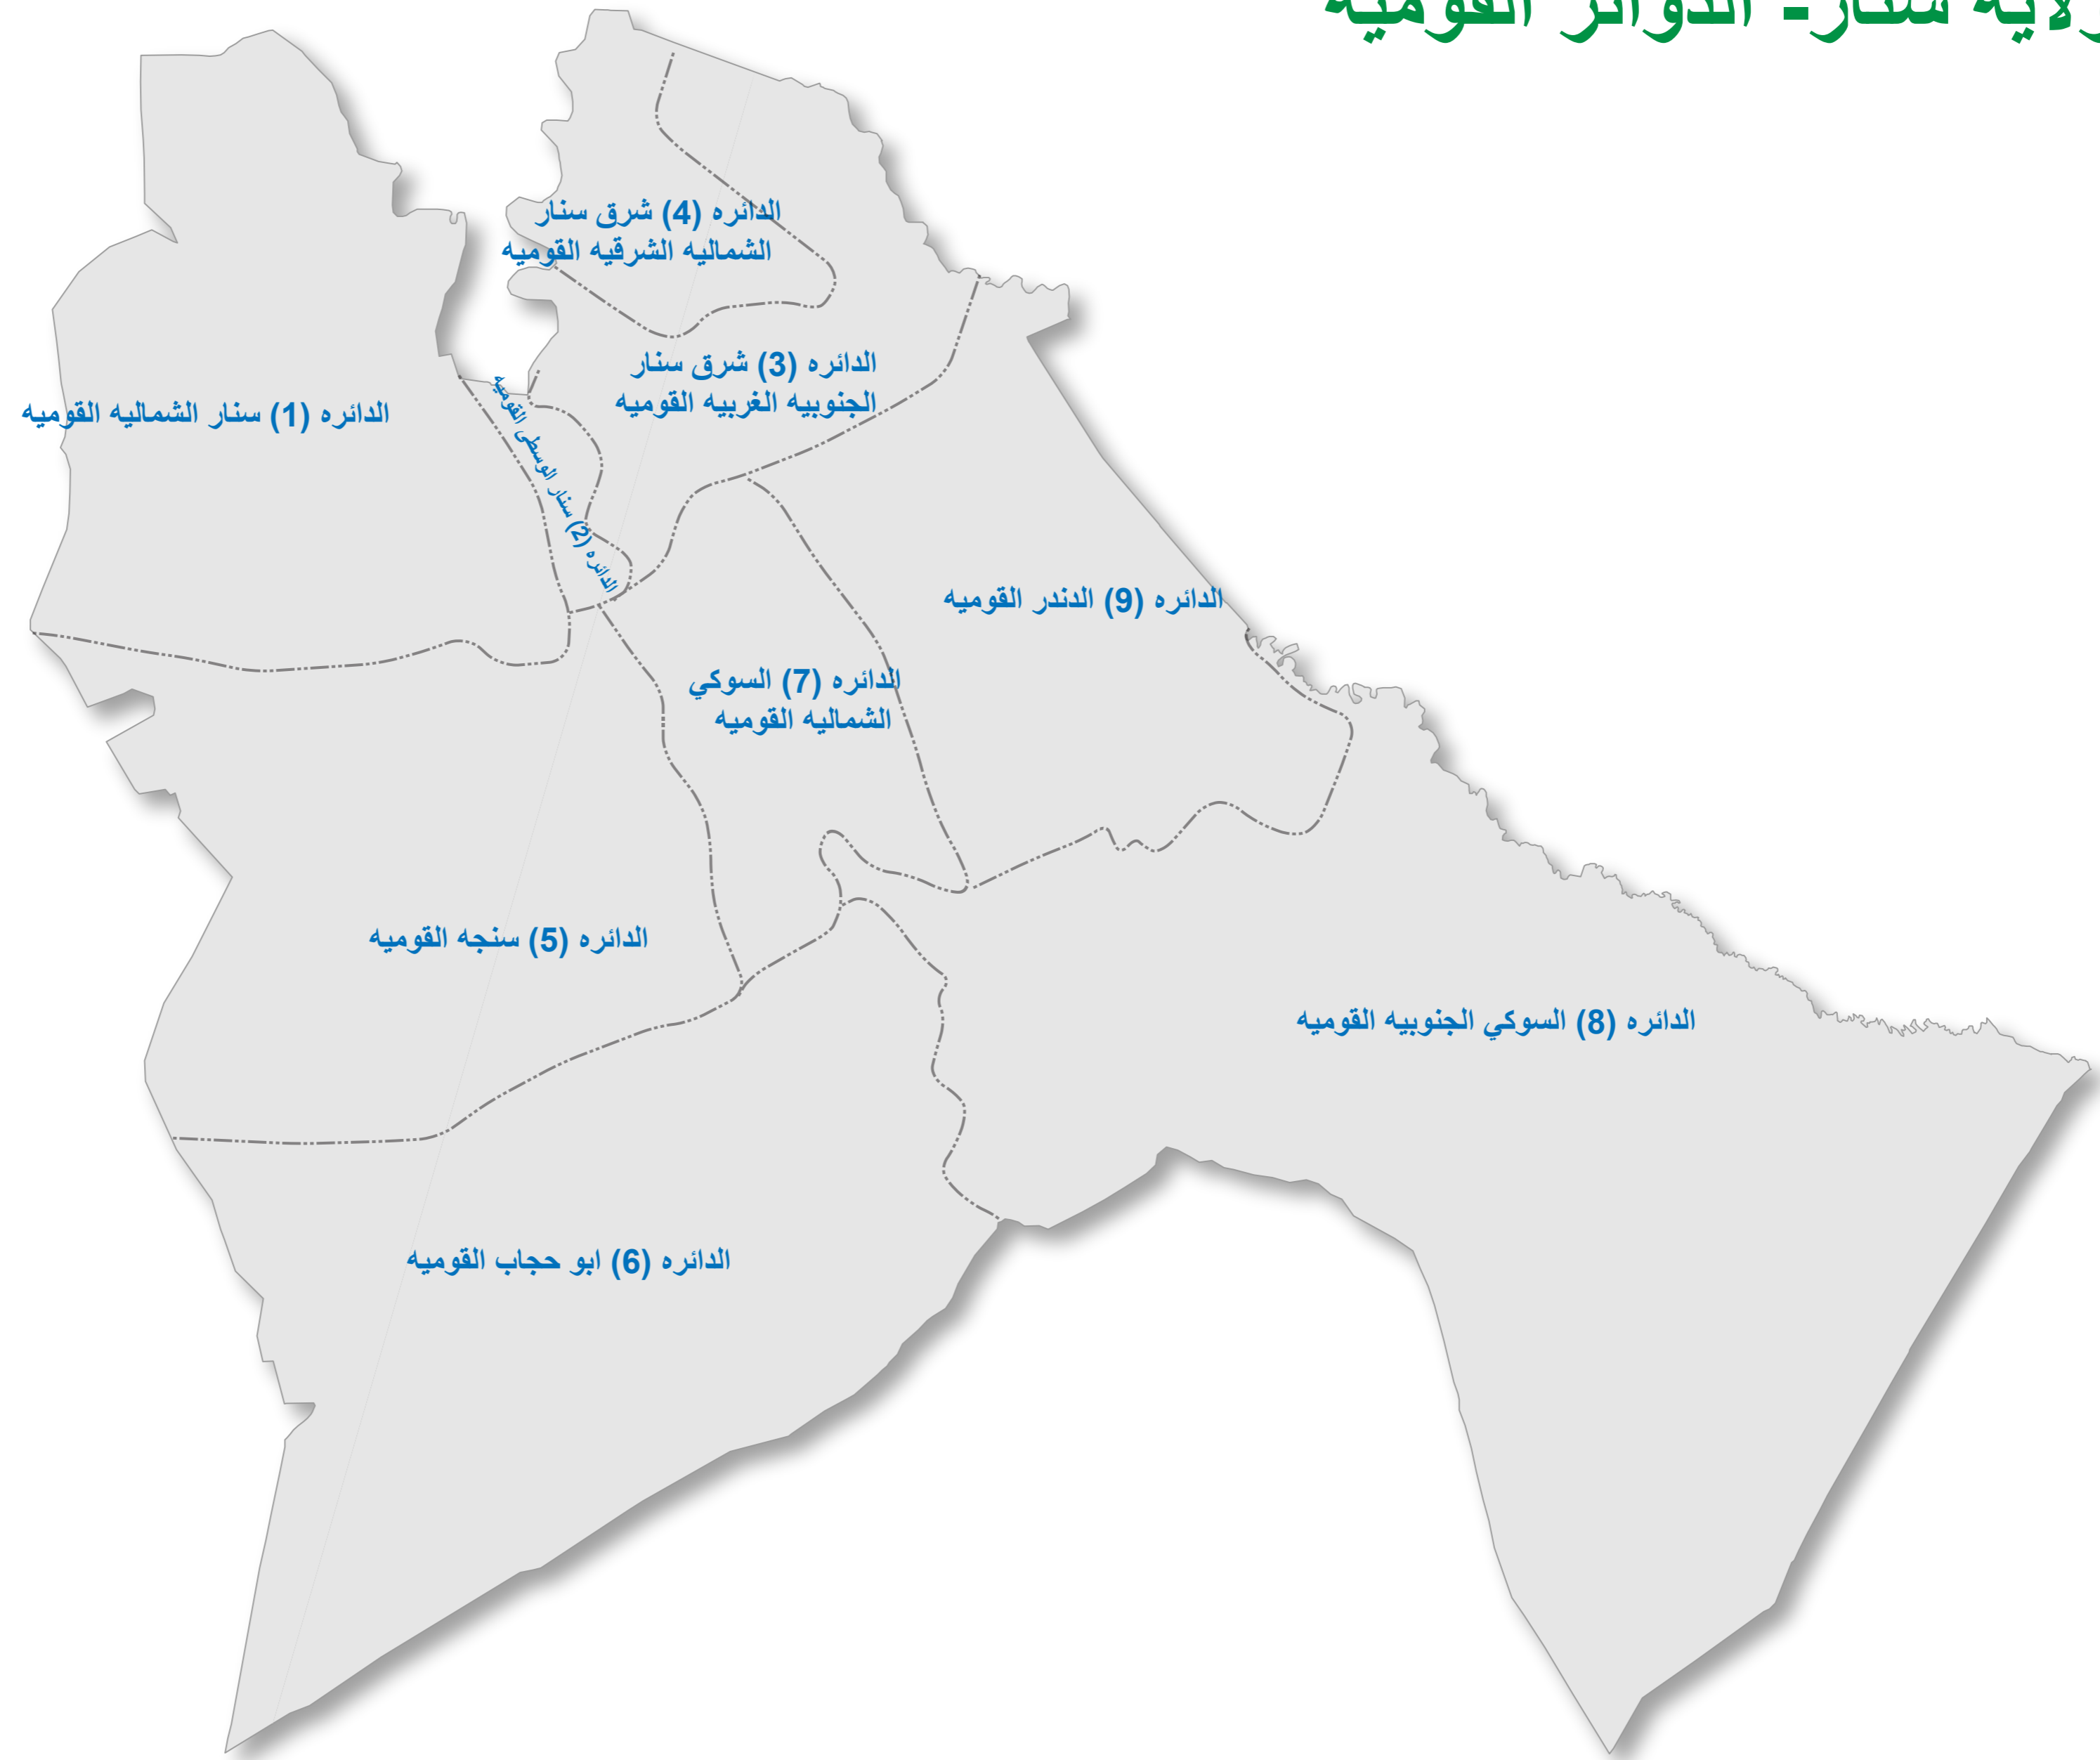 ولايه سنار- الدوائر القوميه
الدائره (4) شرق سنار
الشماليه الشرقيه القوميه
الدائره (3) شرق سنار
الجنوبيه الغربيه القوميه
الدائره (1) سنار الشماليه القوميه
الدائره (2) سنار الوسطى القوميه
الدائره (9) الدندر القوميه
الدائره (7) السوكي
الشماليه القوميه
الدائره (5) سنجه القوميه
الدائره (8) السوكي الجنوبيه القوميه
الدائره (6) ابو حجاب القوميه